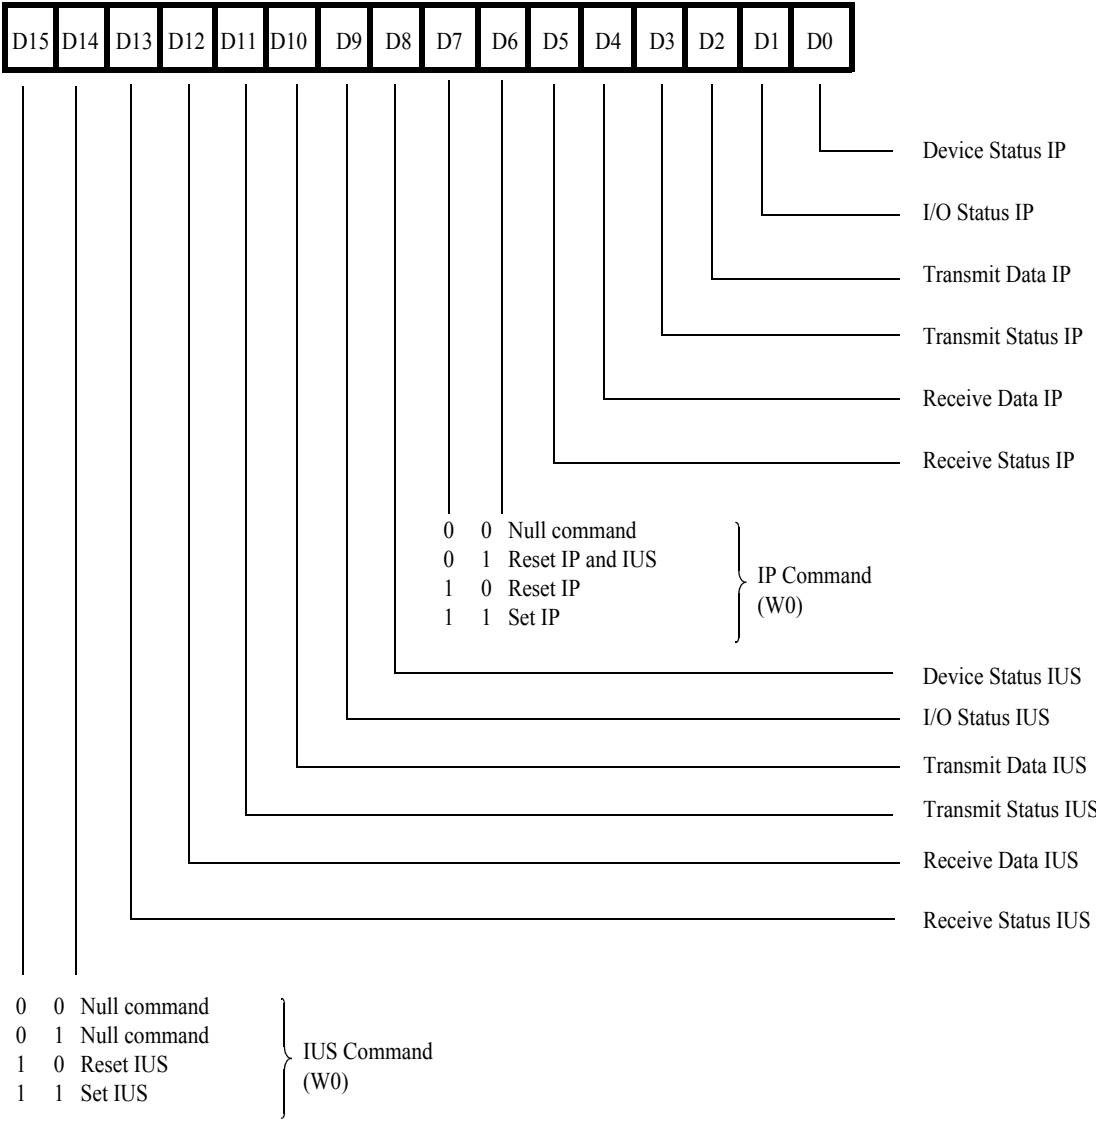 D15 D14 D13 D12 D11 D10 D9 D8 D7 D6 D5 D4 D3 D2 D1 D0
Device Status IP
I/O Status IP
Transmit Data IP
Transmit Status IP
Receive Data IP
Receive Status IP
0 0 Null command
0 1 Reset IP and IUS
1 0 Reset IP
1 1 Set IP
IP Command
(W0)
Device Status IUS
I/O Status IUS
Transmit Data IUS
Transmit Status IUS
Receive Data IUS
Receive Status IUS
0 0 Null command
0 1 Null command
1 0 Reset IUS
1 1 Set IUS
IUS Command
(W0)